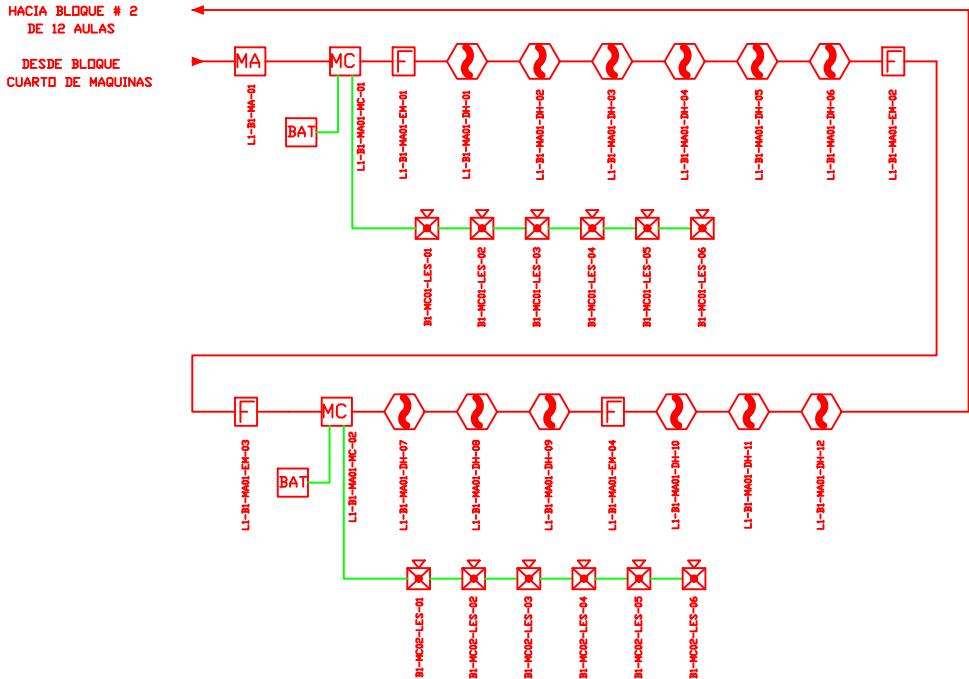 HACIA BLOQUE # 2
DE 12 AULAS
DESDE BLOQUE
CUARTO DE MAQUINAS
MA
MC
F
F
L1-B1-MA-01
BAT
L1-B1-MA01-MC-01
L1-B1-MA01-EM-01
L1-B1-MA01-DH-01
L1-B1-MA01-DH-02
L1-B1-MA01-DH-03
L1-B1-MA01-DH-04
L1-B1-MA01-DH-05
L1-B1-MA01-DH-06
L1-B1-MA01-EM-02
B1-MC01-LES-01
B1-MC01-LES-02
B1-MC01-LES-03
B1-MC01-LES-04
B1-MC01-LES-05
B1-MC01-LES-06
F
MC
F
L1-B1-MA01-EM-03
BAT
L1-B1-MA01-MC-02
L1-B1-MA01-DH-07
L1-B1-MA01-DH-08
L1-B1-MA01-DH-09
L1-B1-MA01-EM-04
L1-B1-MA01-DH-10
L1-B1-MA01-DH-11
L1-B1-MA01-DH-12
B1-MC02-LES-01
B1-MC02-LES-02
B1-MC02-LES-03
B1-MC02-LES-04
B1-MC02-LES-05
B1-MC02-LES-06